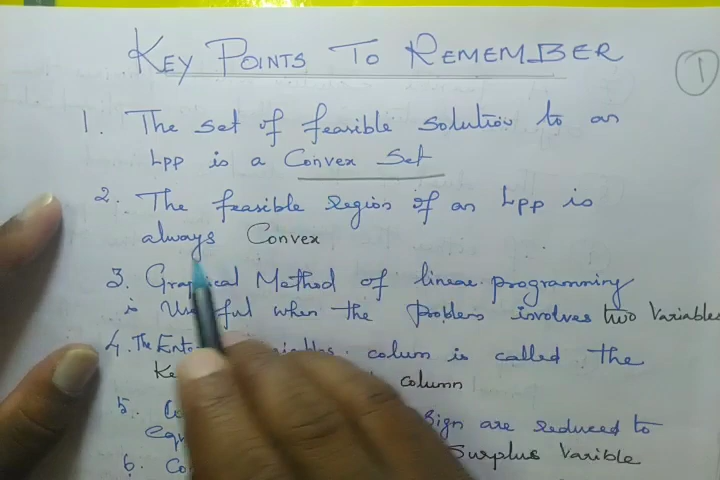 KEY POINTS TO REMEMBER
1
1. The set of feasible solution to an
LPP is a Convex Set
2. The feasible region of an LPP is
always Convex
3. Graphical Method of linear programming
is Useful when the problem involves two Variables
4. The column is called the
column
5. Sign are reduced to
Surplus Varible
6.